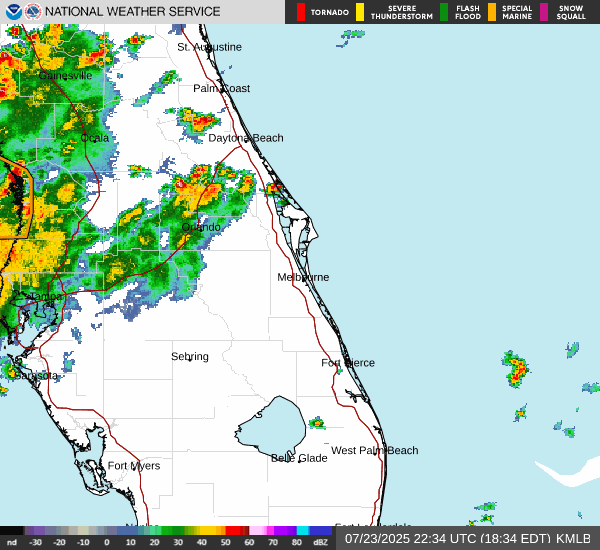 NATIONAL WEATHER SERVICE
TORNADO
SEVERE THUNDERSTORM
FLASH FLOOD
SPECIAL MARINE
SNOW SQUALL
St. Augustine
Gainesville
Palm Coast
Ocala
Daytona Beach
Orlando
Melbourne
Tampa
Sebring
Fort Pierce
Sarasota
West Palm Beach
Belle Glade
Fort Myers
Fort Lauderdale
nd -30 -20 -10 0 10 20 30 40 50 60 70 80 dBZ
07/23/2025 22:34 UTC (18:34 EDT) KMLB